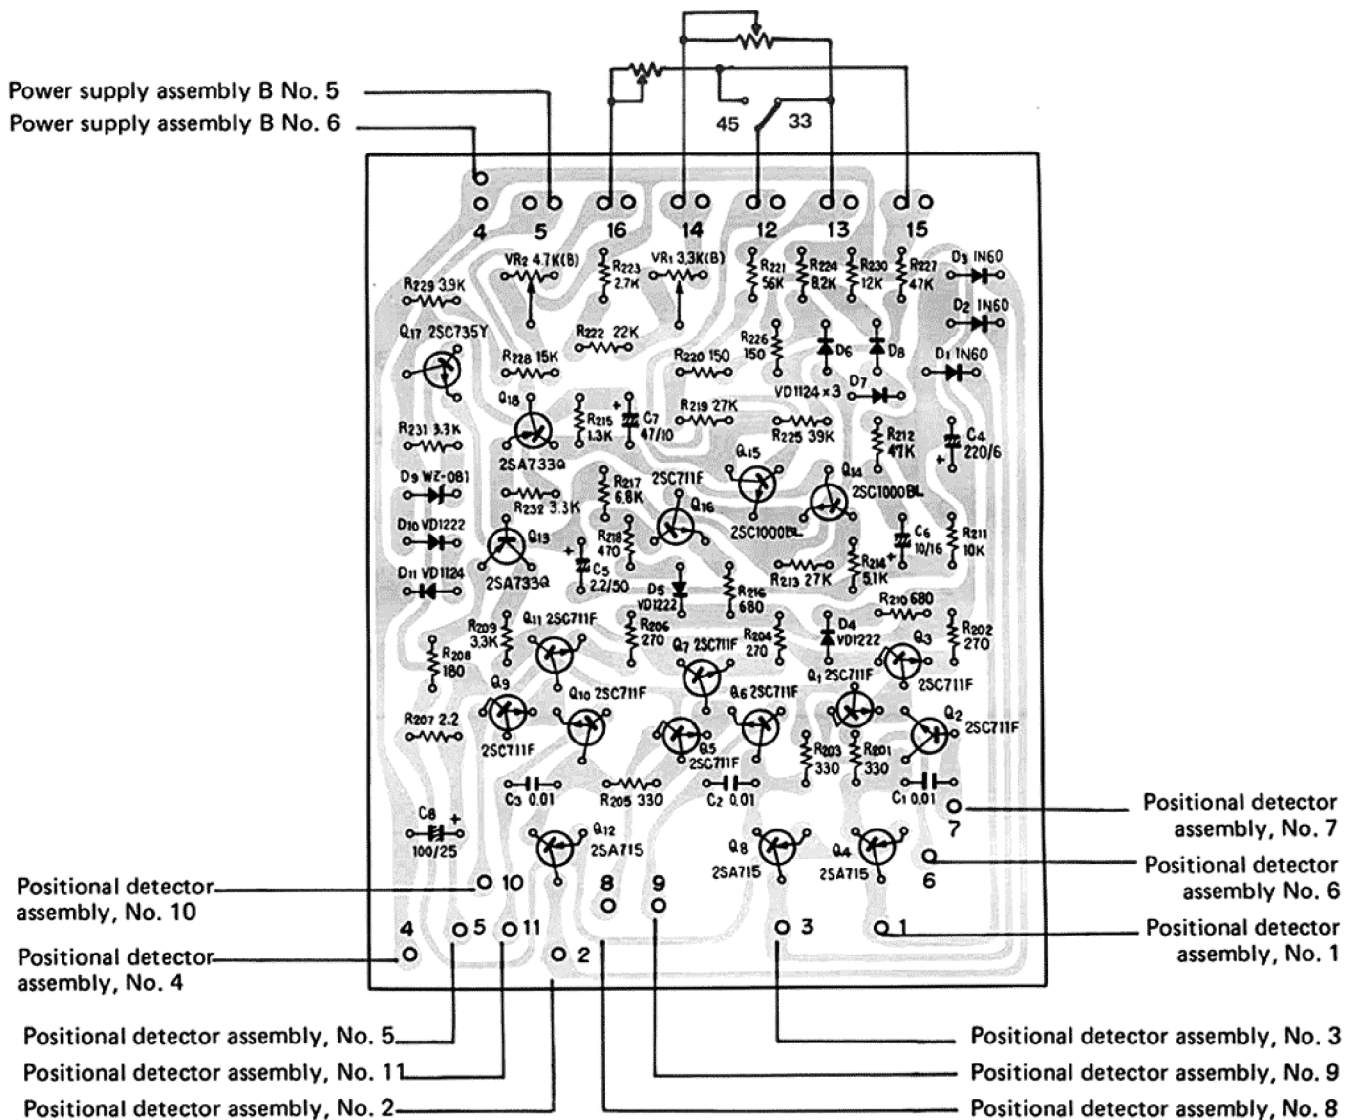 Power supply assembly B No. 5
Power supply assembly B No. 6
45 33
4 5 16 14 12 13 15
VR2 4.7K(B)
R223
2.7K
VR1 3.3K(B)
R221
56K
R224
8.2K
R230
12K
R227
47K
D3 1N60
R229 3.9K
D2 1N60
Q17 2SC735Y
R222 22K
R226
150
D6
D8
D1 1N60
R228 15K
R220 150
D7
VD1124×3
Q18
R215
1.3K
C7
47/10
R219 27K
R225 39K
R212
47K
C4
220/6
+
R231 3.3K
2SA733Q
Q15
Q14
D9 WZ-081
R217
6.8K
2SC711F
2SC1000BL
R232 3.3K
Q16
2SC1000BL
D10 VD1222
Q13
R218
470
C6
10/16
+
R211
10K
D11 VD1124
2SA733Q
+
C5
2.2/50
D5
VD1222
R216
680
R213 27K
R214
5.1K
R210 680
R209
3.3K
Q11 2SC711F
R206
270
Q7 2SC711F
R204
270
D4
VD1222
Q3
R202
270
R208
180
Q9
Q10 2SC711F
Q6 2SC711F
Q1 2SC711F
2SC711F
R207 2.2
2SC711F
Q5
2SC711F
R203
330
R201
330
Q2
2SC711F
C3 0.01
R205 330
C2 0.01
C1 0.01
7
Positional detector
assembly, No. 7
C8
+
100/25
Q12
2SA715
Q8
2SA715
Q4
2SA715
6
Positional detector
assembly No. 6
Positional detector
assembly, No. 10
10
8
9
4
5
11
2
3
1
Positional detector
assembly, No. 1
Positional detector
assembly, No. 4
Positional detector assembly, No. 5
Positional detector assembly, No. 11
Positional detector assembly, No. 2
Positional detector assembly, No. 3
Positional detector assembly, No. 9
Positional detector assembly, No. 8